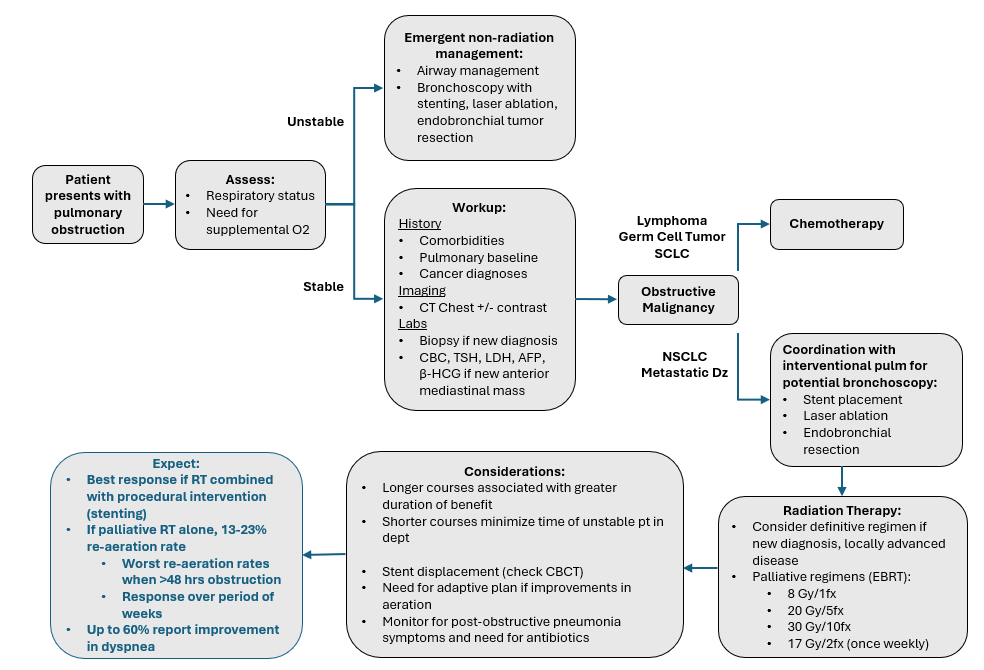 Patient
presents with
pulmonary
obstruction
Assess:
• Respiratory status
• Need for
supplemental O2
Unstable
Emergent non-radiation
management:
• Airway management
• Bronchoscopy with
stenting, laser ablation,
endobronchial tumor
resection
Stable
Workup:
History
• Comorbidities
• Pulmonary baseline
• Cancer diagnoses
Imaging
• CT Chest +/- contrast
Labs
• Biopsy if new diagnosis
• CBC, TSH, LDH, AFP,
β-HCG if new anterior
mediastinal mass
Obstructive
Malignancy
Lymphoma
Germ Cell Tumor
SCLC
Chemotherapy
NSCLC
Metastatic Dz
Coordination with
interventional pulm for
potential bronchoscopy:
• Stent placement
• Laser ablation
• Endobronchial
resection
Radiation Therapy:
• Consider definitive regimen if
new diagnosis, locally advanced
disease
• Palliative regimens (EBRT):
• 8 Gy/1fx
• 20 Gy/5fx
• 30 Gy/10fx
• 17 Gy/2fx (once weekly)
Considerations:
• Longer courses associated with greater
duration of benefit
• Shorter courses minimize time of unstable pt in
dept
• Stent displacement (check CBCT)
• Need for adaptive plan if improvements in
aeration
• Monitor for post-obstructive pneumonia
symptoms and need for antibiotics
Expect:
• Best response if RT combined
with procedural intervention
(stenting)
• If palliative RT alone, 13-23%
re-aeration rate
• Worst re-aeration rates
when >48 hrs obstruction
• Response over period of
weeks
• Up to 60% report improvement
in dyspnea